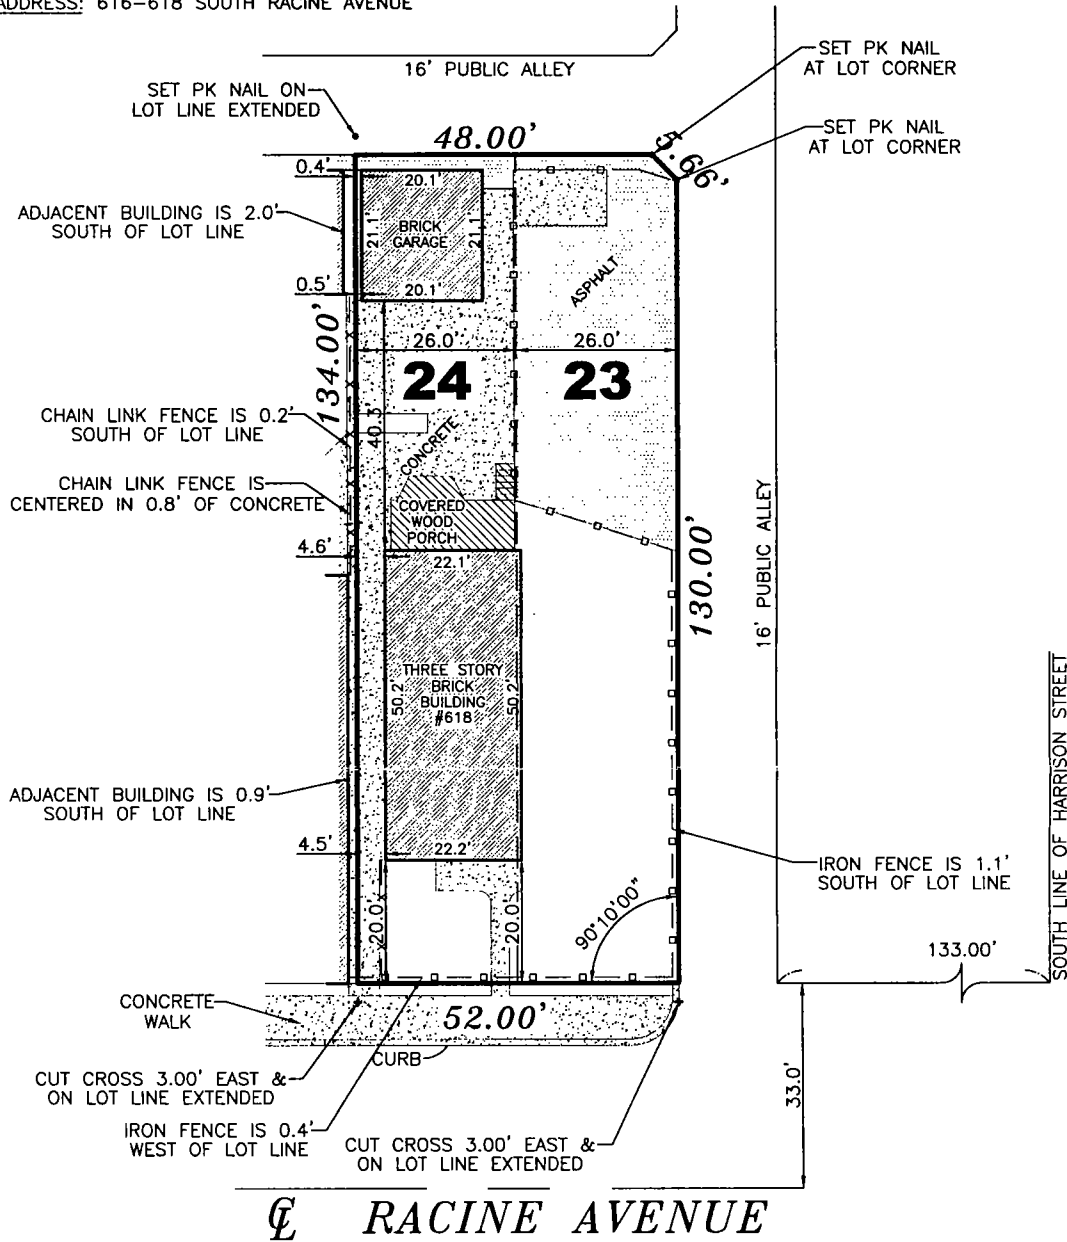 ADDRESS: 616-618 SOUTH RACINE AVENUE
16' PUBLIC ALLEY
SET PK NAIL
AT LOT CORNER
SET PK NAIL ON
LOT LINE EXTENDED
SET PK NAIL
AT LOT CORNER
48.00'
5.66'
0.4'
20.1'
ADJACENT BUILDING IS 2.0'
SOUTH OF LOT LINE
21.1'
BRICK
GARAGE
21.1'
ASPHALT
0.5'
20.1'
134.00'
26.0'
26.0'
24
23
CHAIN LINK FENCE IS 0.2'
SOUTH OF LOT LINE
40.3'
CONCRETE
CHAIN LINK FENCE IS
CENTERED IN 0.8' OF CONCRETE
COVERED
WOOD
PORCH
130.00'
16' PUBLIC ALLEY
4.6'
22.1'
THREE STORY
BRICK
BUILDING
#618
50.2'
50.2'
SOUTH LINE OF HARRISON STREET
ADJACENT BUILDING IS 0.9'
SOUTH OF LOT LINE
4.5'
22.2'
IRON FENCE IS 1.1'
SOUTH OF LOT LINE
20.0'
20.0'
90°10'00"
133.00'
CONCRETE
WALK
52.00'
CURB
CUT CROSS 3.00' EAST &
ON LOT LINE EXTENDED
33.0'
IRON FENCE IS 0.4'
WEST OF LOT LINE
CUT CROSS 3.00' EAST &
ON LOT LINE EXTENDED
℄ RACINE AVENUE